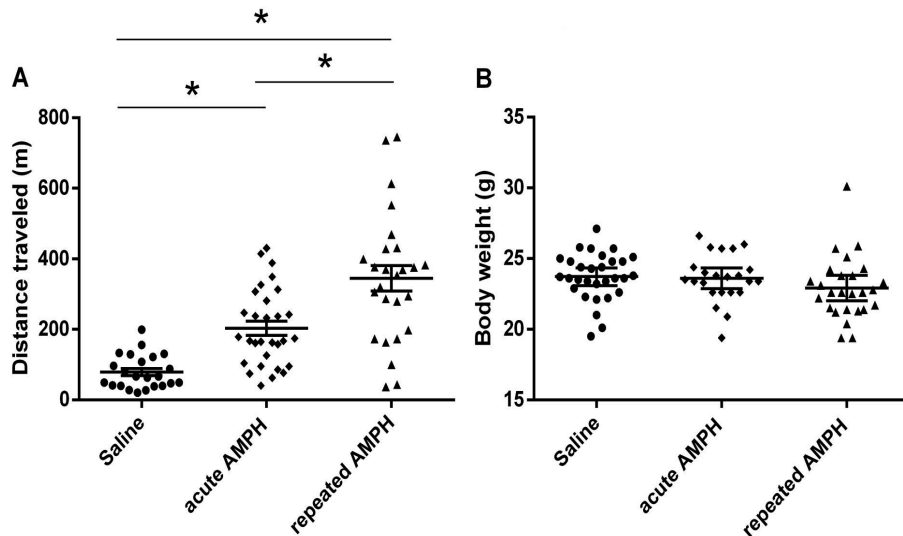 *
* *
A
Distance traveled (m)
800
600
400
200
0
Saline
acute AMPH
repeated AMPH
B
Body weight (g)
35
30
25
20
15
Saline
acute AMPH
repeated AMPH